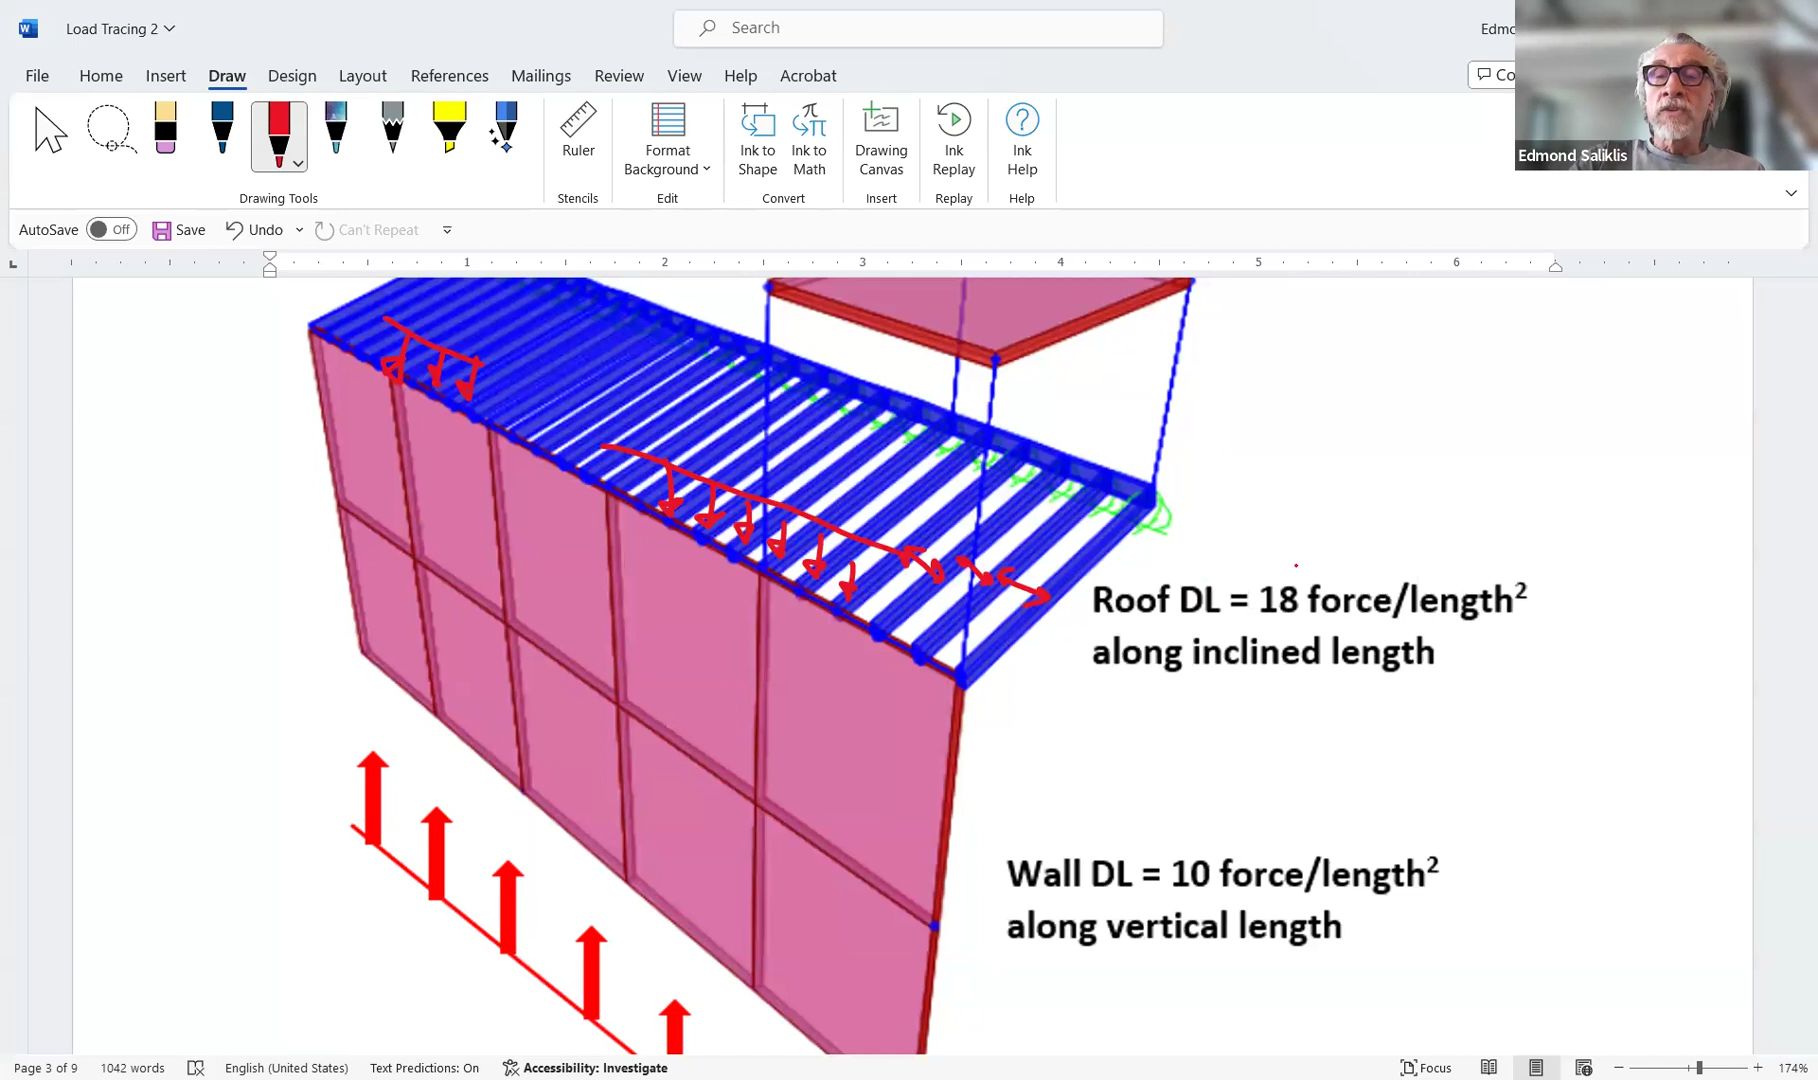 Load Tracing 2
Search
Edmo
File Home Insert Draw Design Layout References Mailings Review View Help Acrobat
Co
Ruler
Format Background
Ink to Shape
Ink to Math
Drawing Canvas
Ink Replay
Ink Help
Drawing Tools Stencils Edit Convert Insert Replay Help
Edmond Saliklis
AutoSave Off Save Undo Can't Repeat
1 2 3 4 5 6
Roof DL = 18 force/length²
along inclined length
Wall DL = 10 force/length²
along vertical length
Page 3 of 9 1042 words English (United States) Text Predictions: On Accessibility: Investigate Focus 174%